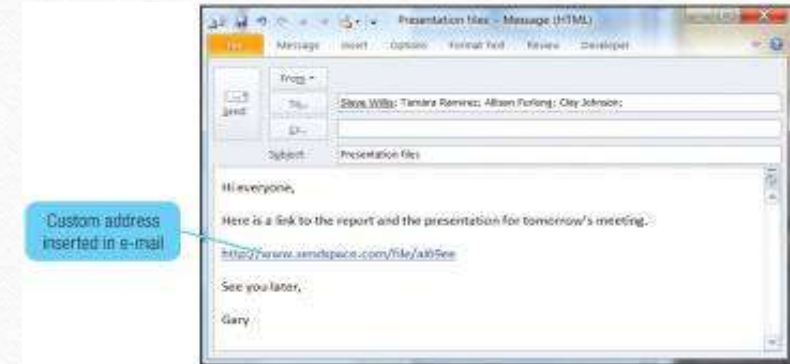 Presentation files - Message (HTML)
File Message Insert Options Format Text Review Developer
From
Send
To... Steve Willis; Tamara Ramirez; Allison Furlong; Clay Johnson;
Cc...
Subject: Presentation files
Hi everyone,
Here is a link to the report and the presentation for tomorrow's meeting.
Custom address
inserted in e-mail
http://www.sendspace.com/file/
See you later,
Gary